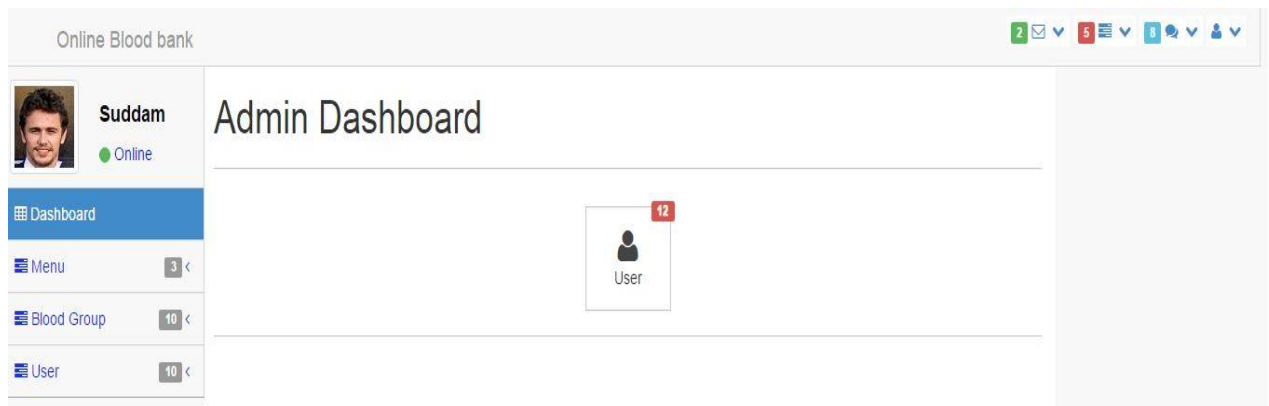 Online Blood bank
2
5
8
Suddam
Online
Admin Dashboard
Dashboard
12
User
Menu 3
Blood Group 10
User 10